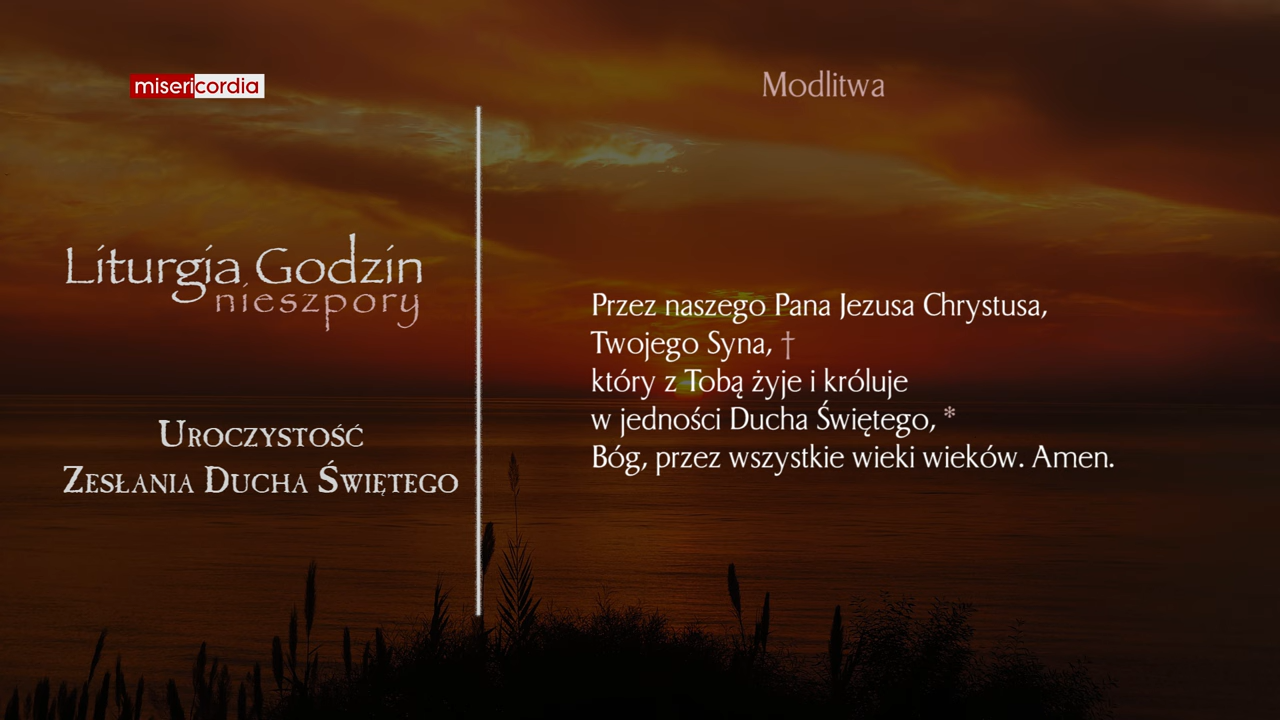 misericordia
Modlitwa
Liturgia Godzin
nieszpory
Uroczystość
Zesłania Ducha Świętego
Przez naszego Pana Jezusa Chrystusa,
Twojego Syna, †
który z Tobą żyje i króluje
w jedności Ducha Świętego, *
Bóg, przez wszystkie wieki wieków. Amen.